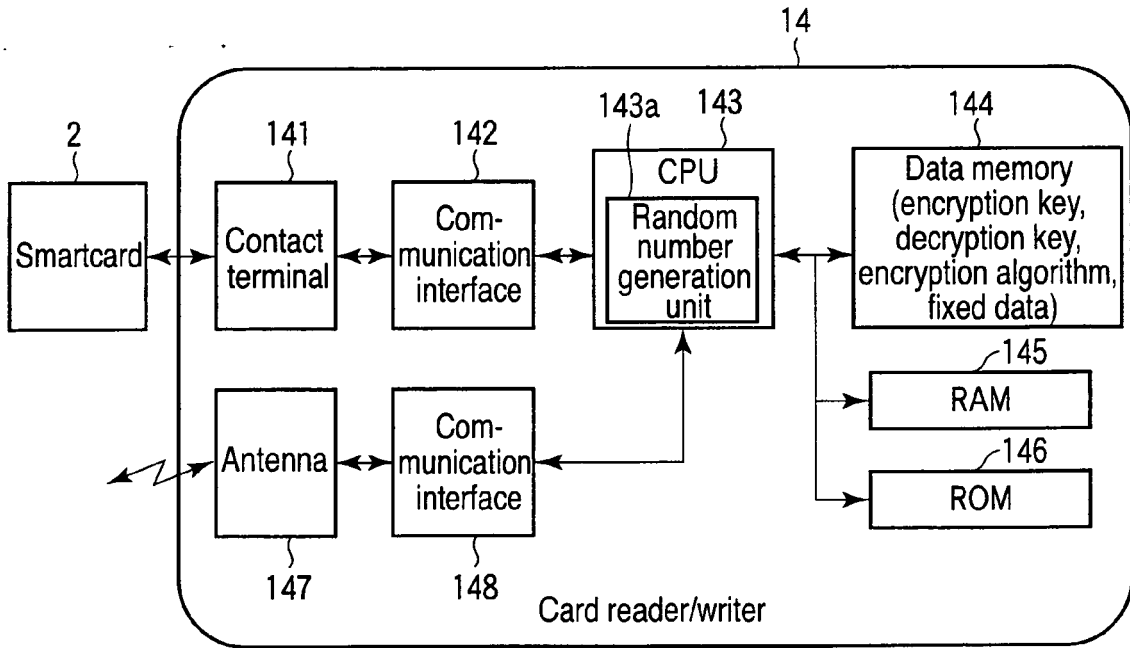 14
2
141
142
143a
143
144
Smartcard
Contact
terminal
Com-
munication
interface
CPU
Random
number
generation
unit
Data memory
(encryption key,
decryption key,
encryption algorithm,
fixed data)
145
RAM
146
ROM
Antenna
Com-
munication
interface
147
148
Card reader/writer